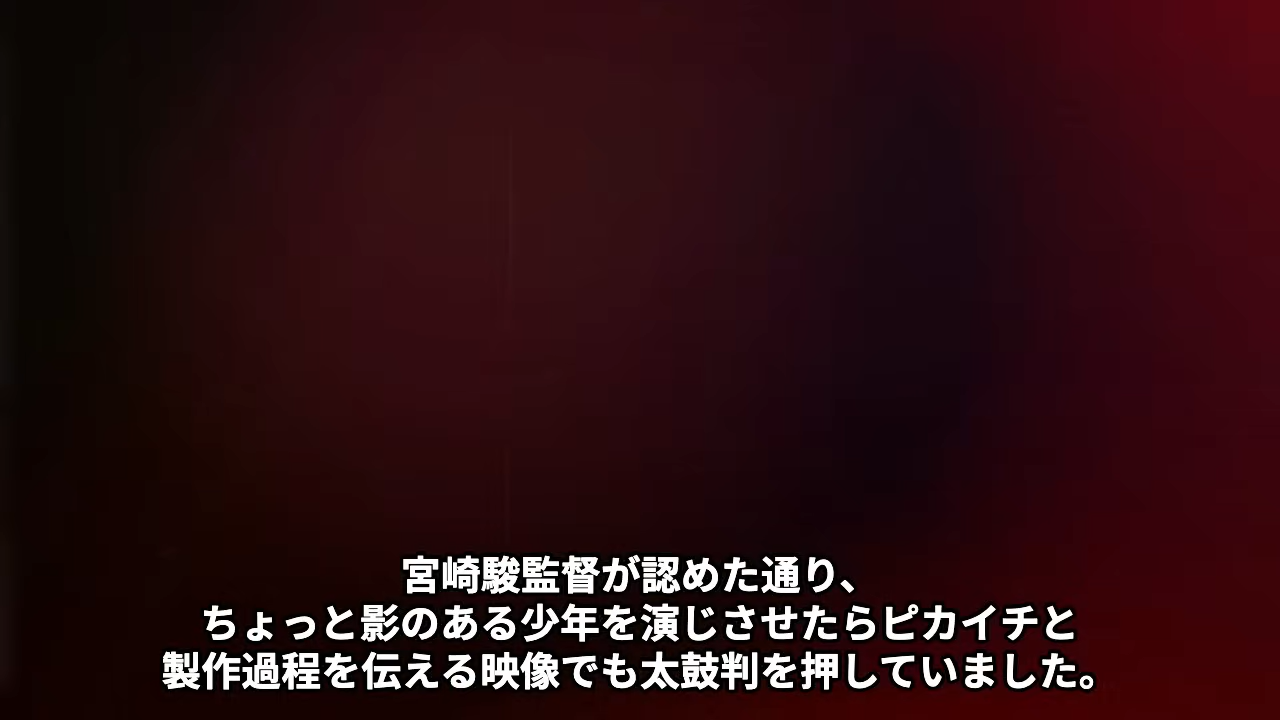 宮崎駿監督が認めた通り、
ちょっと影のある少年を演じさせたらピカイチと
製作過程を伝える映像でも太鼓判を押していました。